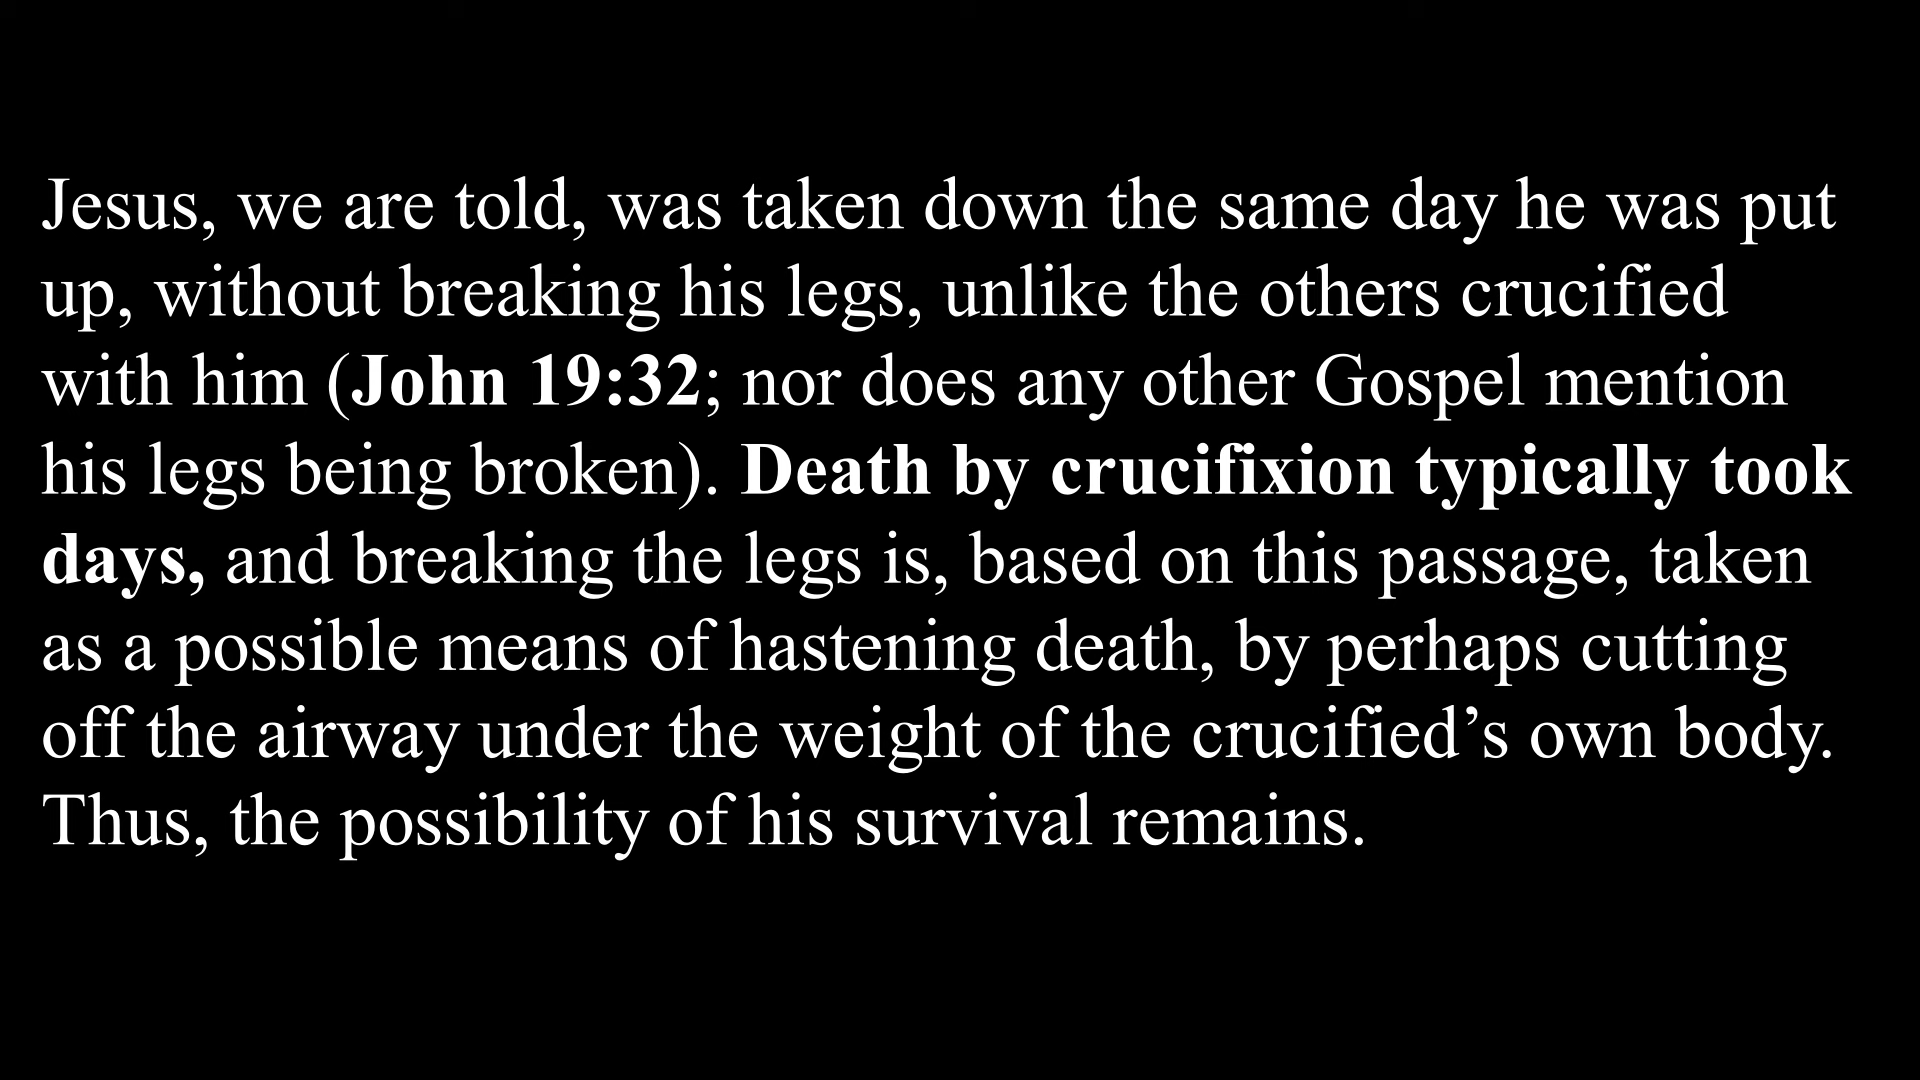 Jesus, we are told, was taken down the same day he was put
up, without breaking his legs, unlike the others crucified
with him (John 19:32; nor does any other Gospel mention
his legs being broken). Death by crucifixion typically took
days, and breaking the legs is, based on this passage, taken
as a possible means of hastening death, by perhaps cutting
off the airway under the weight of the crucified’s own body.
Thus, the possibility of his survival remains.